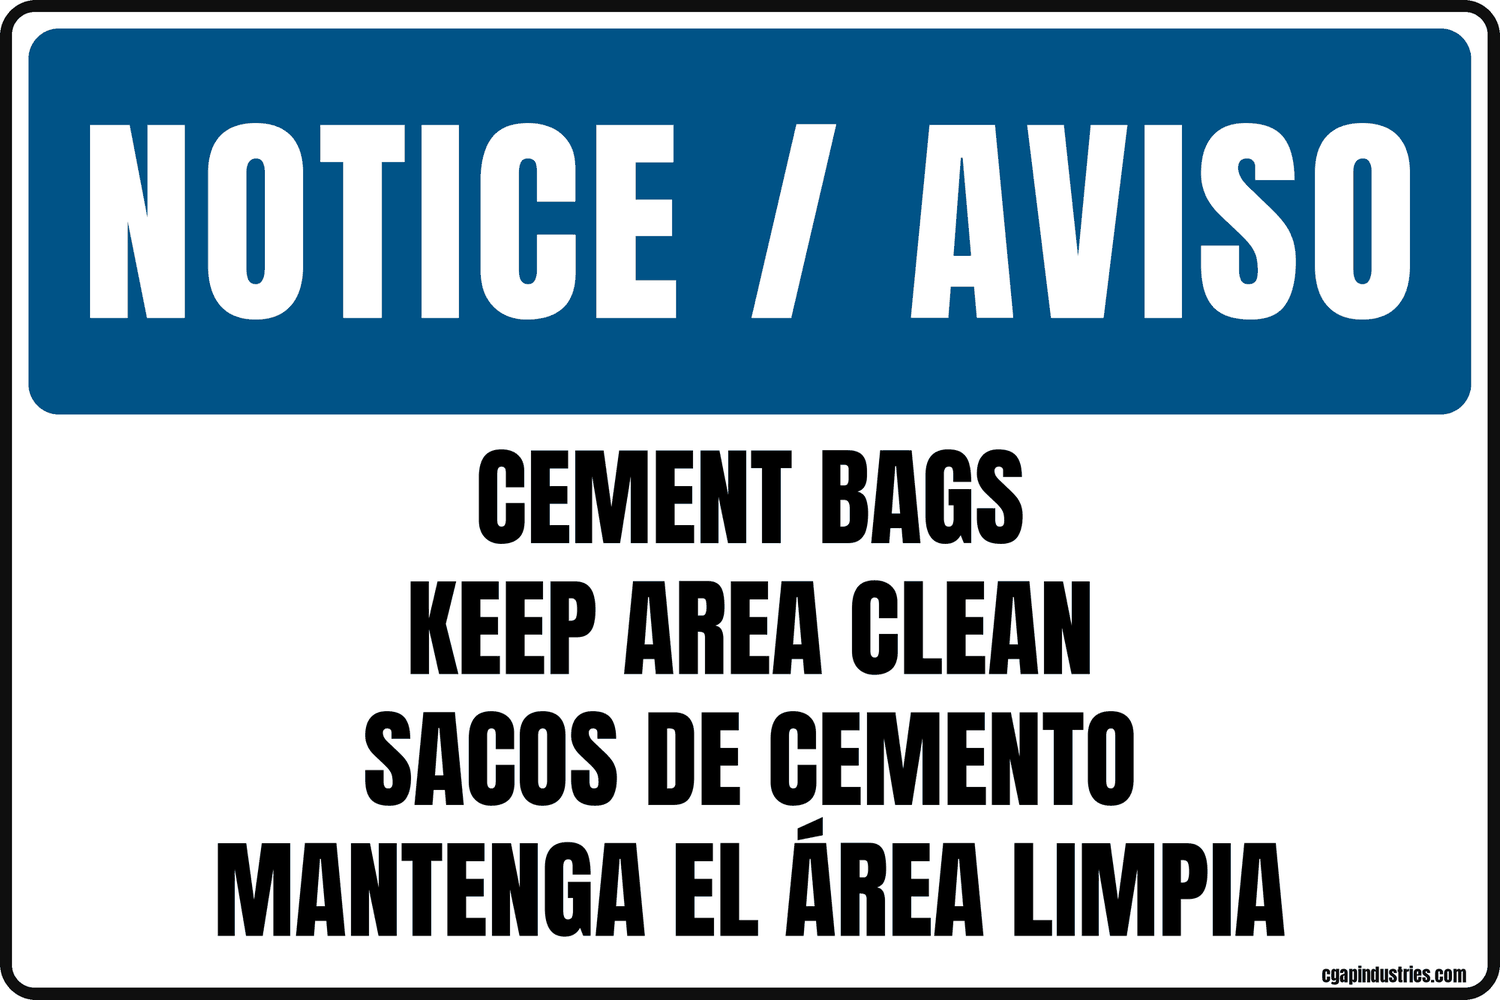 NOTICE / AVISO
CEMENT BAGS
KEEP AREA CLEAN
SACOS DE CEMENTO
MANTENGA EL ÁREA LIMPIA
cgapindustries.com